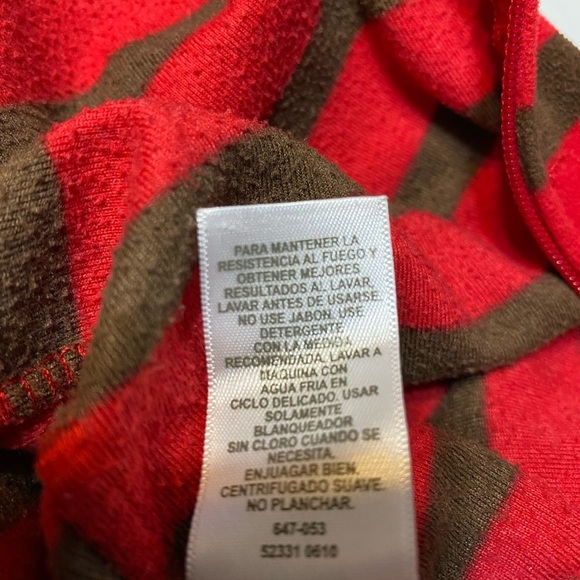 PARA MANTENER LA
RESISTENCIA AL FUEGO Y
OBTENER MEJORES
RESULTADOS AL LAVAR,
LAVAR ANTES DE USARSE.
NO USE JABON. USE
DETERGENTE
CON LA MEDIDA
RECOMENDADA, LAVAR A
MAQUINA CON
AGUA FRIA EN
CICLO DELICADO. USAR
SOLAMENTE
BLANQUEADOR
SIN CLORO CUANDO SE
NECESITA.
ENJUAGAR BIEN,
CENTRIFUGADO SUAVE.
NO PLANCHAR.
647-053
52331 0610